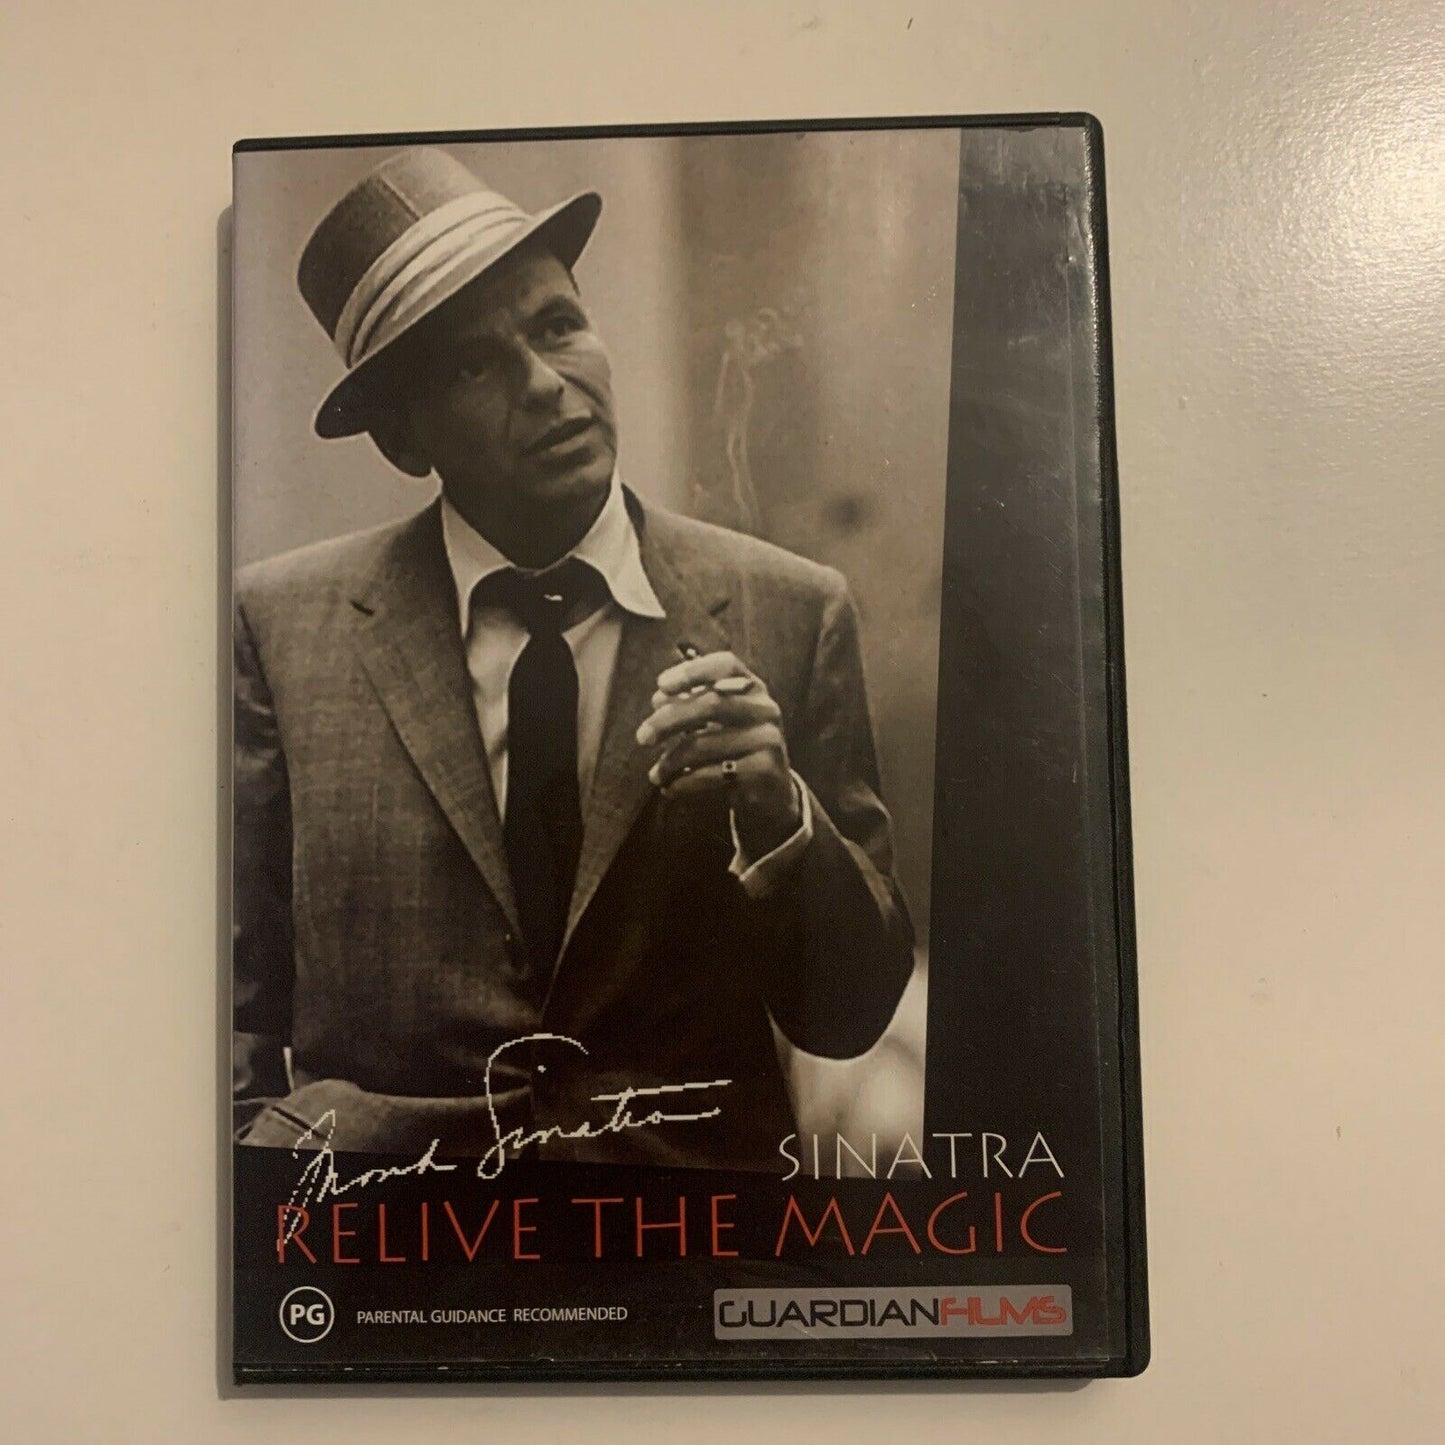 Frank Sinatra
SINATRA
RELIVE THE MAGIC
PG PARENTAL GUIDANCE RECOMMENDED
GUARDIANFILMS